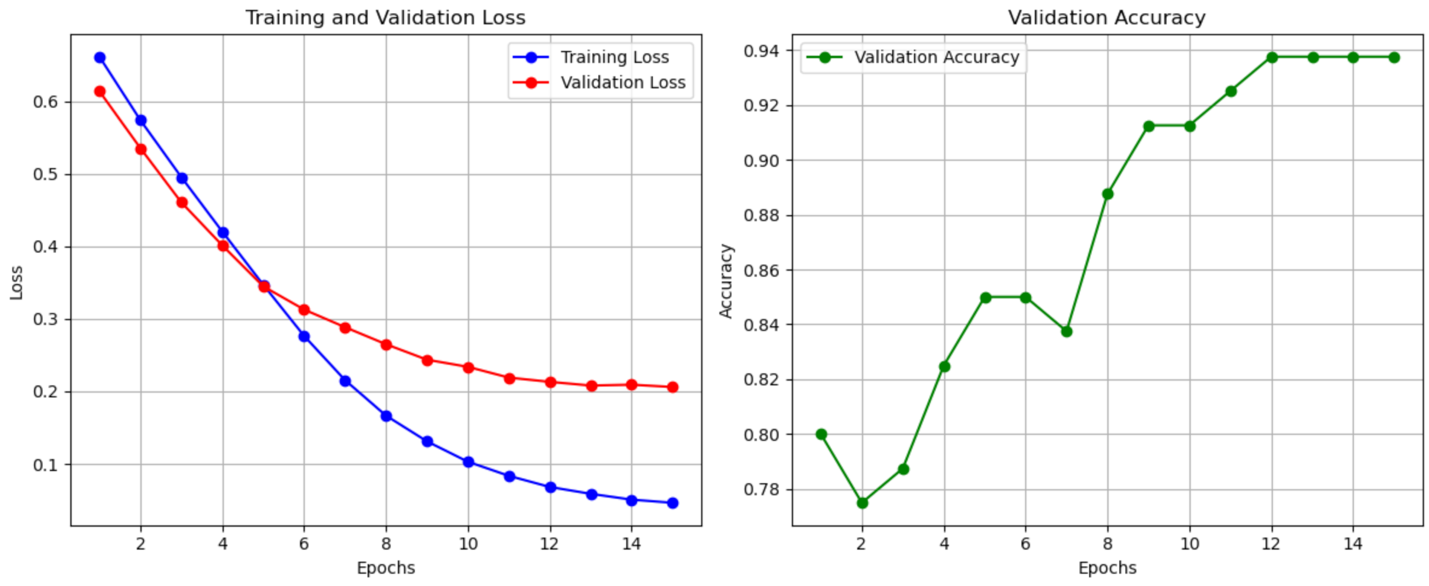 Training and Validation Loss
Training Loss
Validation Loss
0.6
0.5
0.4
0.3
0.2
0.1
Loss
2 4 6 8 10 12 14
Epochs
Validation Accuracy
Validation Accuracy
0.94
0.92
0.90
0.88
0.86
0.84
0.82
0.80
0.78
Accuracy
2 4 6 8 10 12 14
Epochs